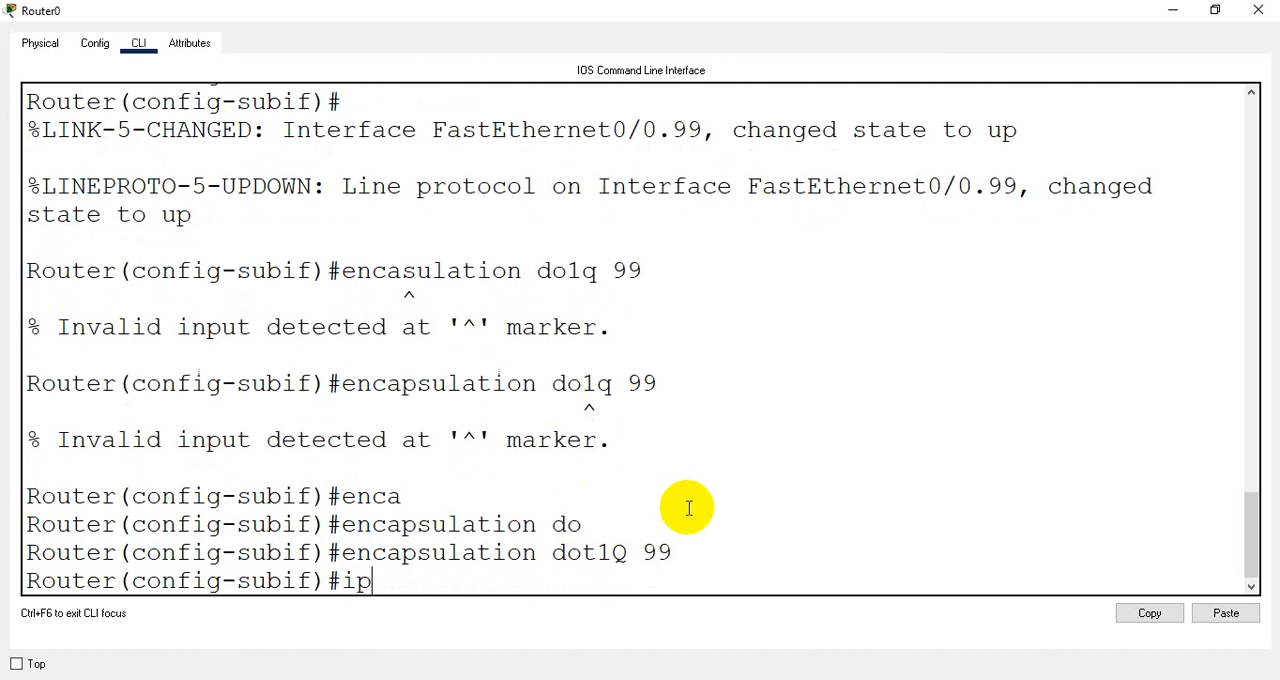 Router0
Physical Config CLI Attributes
IOS Command Line Interface
Router(config-subif)#
%LINK-5-CHANGED: Interface FastEthernet0/0.99, changed state to up
%LINEPROTO-5-UPDOWN: Line protocol on Interface FastEthernet0/0.99, changed
state to up
Router(config-subif)#encasulation do1q 99
^
% Invalid input detected at '^' marker.
Router(config-subif)#encapsulation do1q 99
^
% Invalid input detected at '^' marker.
Router(config-subif)#enca
Router(config-subif)#encapsulation do
Router(config-subif)#encapsulation dot1Q 99
Router(config-subif)#ip
Ctrl+F6 to exit CLI focus
Copy Paste
Top